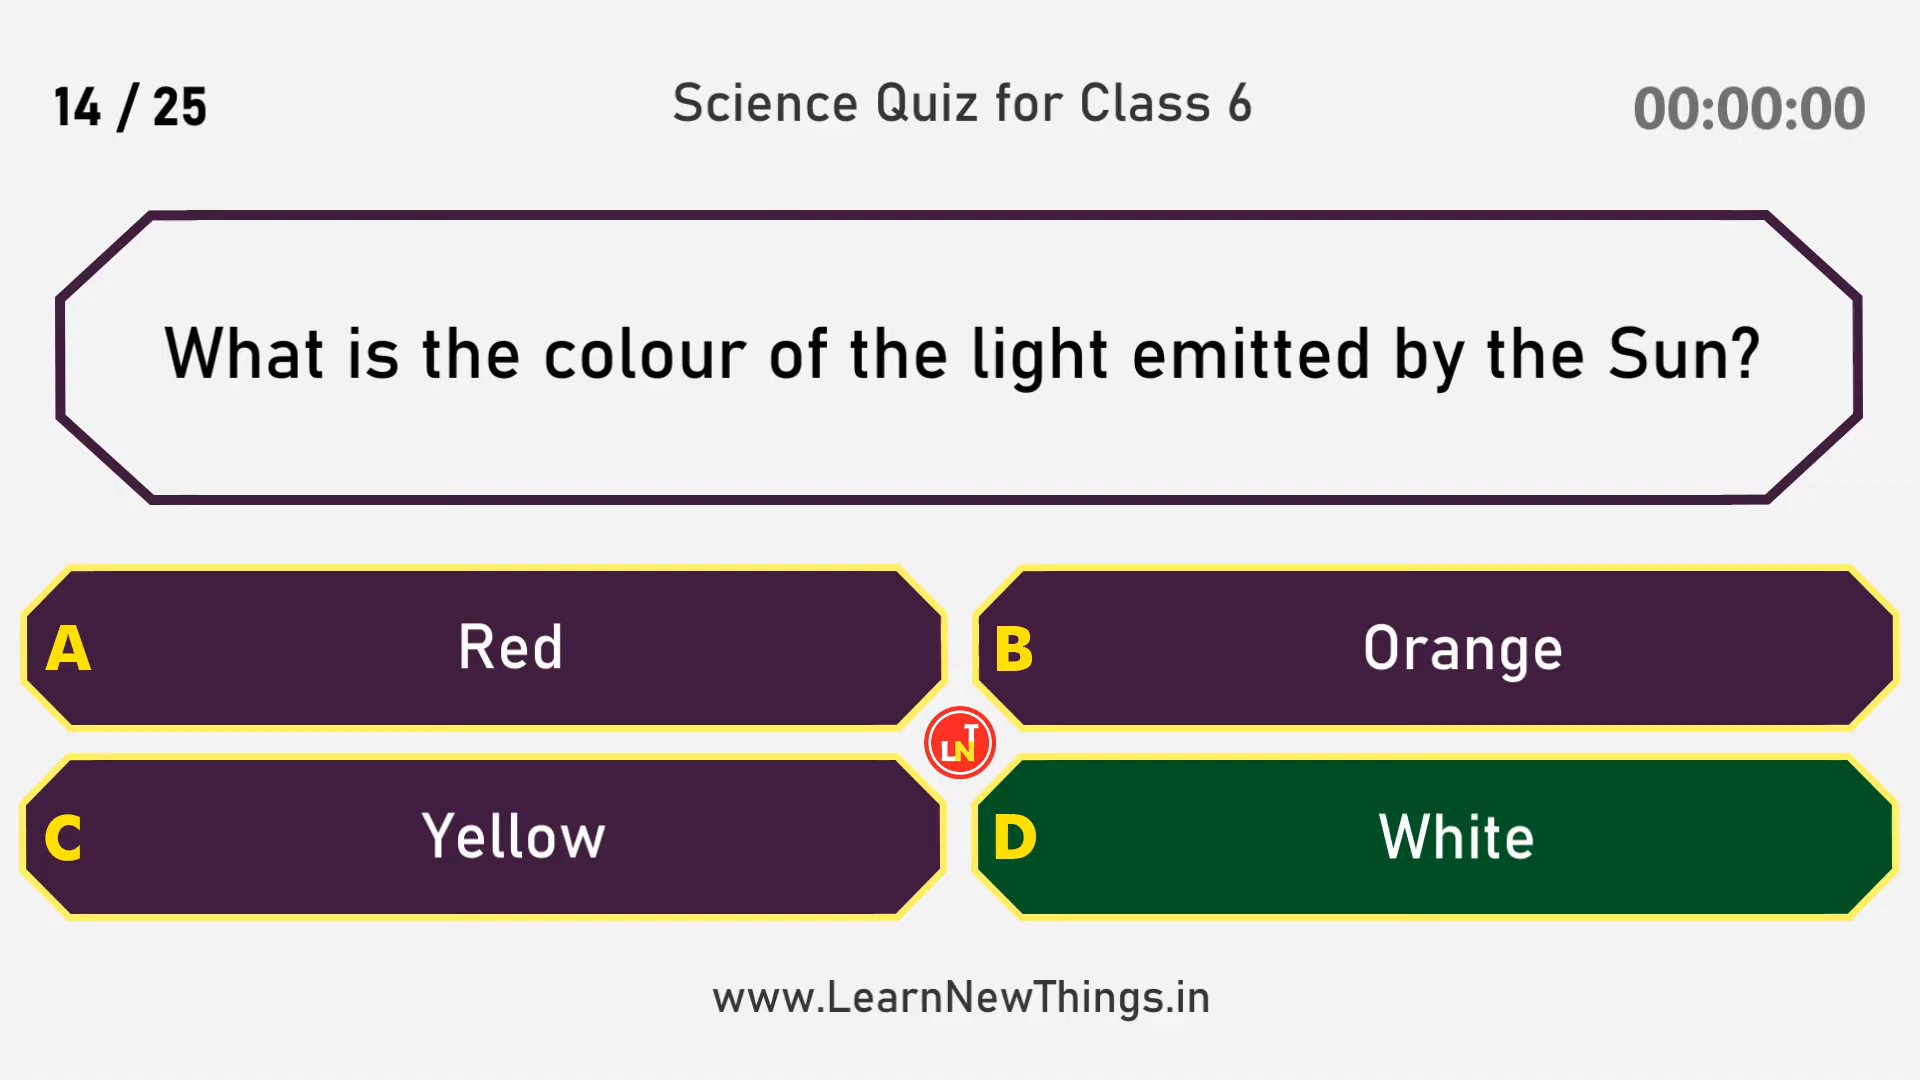 14 / 25
Science Quiz for Class 6
00:00:00
What is the colour of the light emitted by the Sun?
A Red
B Orange
LNT
C Yellow
D White
www.LearnNewThings.in